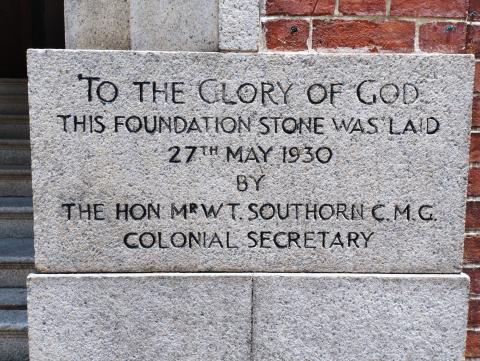 TO THE GLORY OF GOD
THIS FOUNDATION STONE WAS LAID
27TH MAY 1930
BY
THE HON MR W T. SOUTHORN C.M.G.
COLONIAL SECRETARY